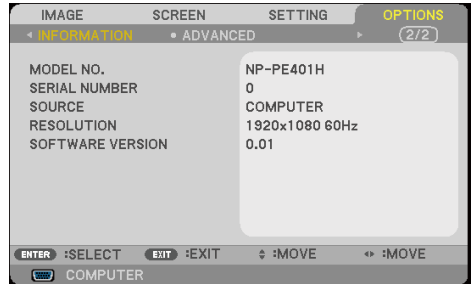 IMAGE SCREEN SETTING OPTIONS
INFORMATION • ADVANCED (2/2)
MODEL NO. NP-PE401H
SERIAL NUMBER 0
SOURCE COMPUTER
RESOLUTION 1920x1080 60Hz
SOFTWARE VERSION 0.01
ENTER :SELECT EXIT :EXIT :MOVE :MOVE
COMPUTER